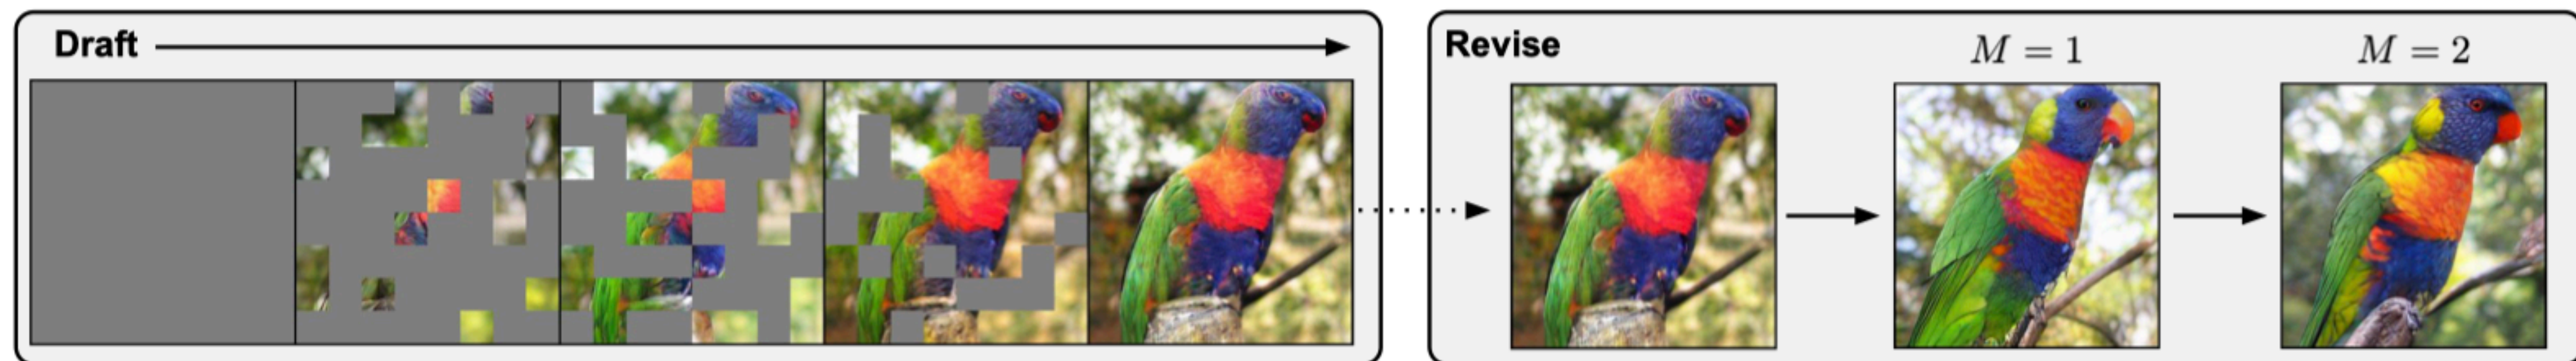 Draft
Revise
M = 1
M = 2